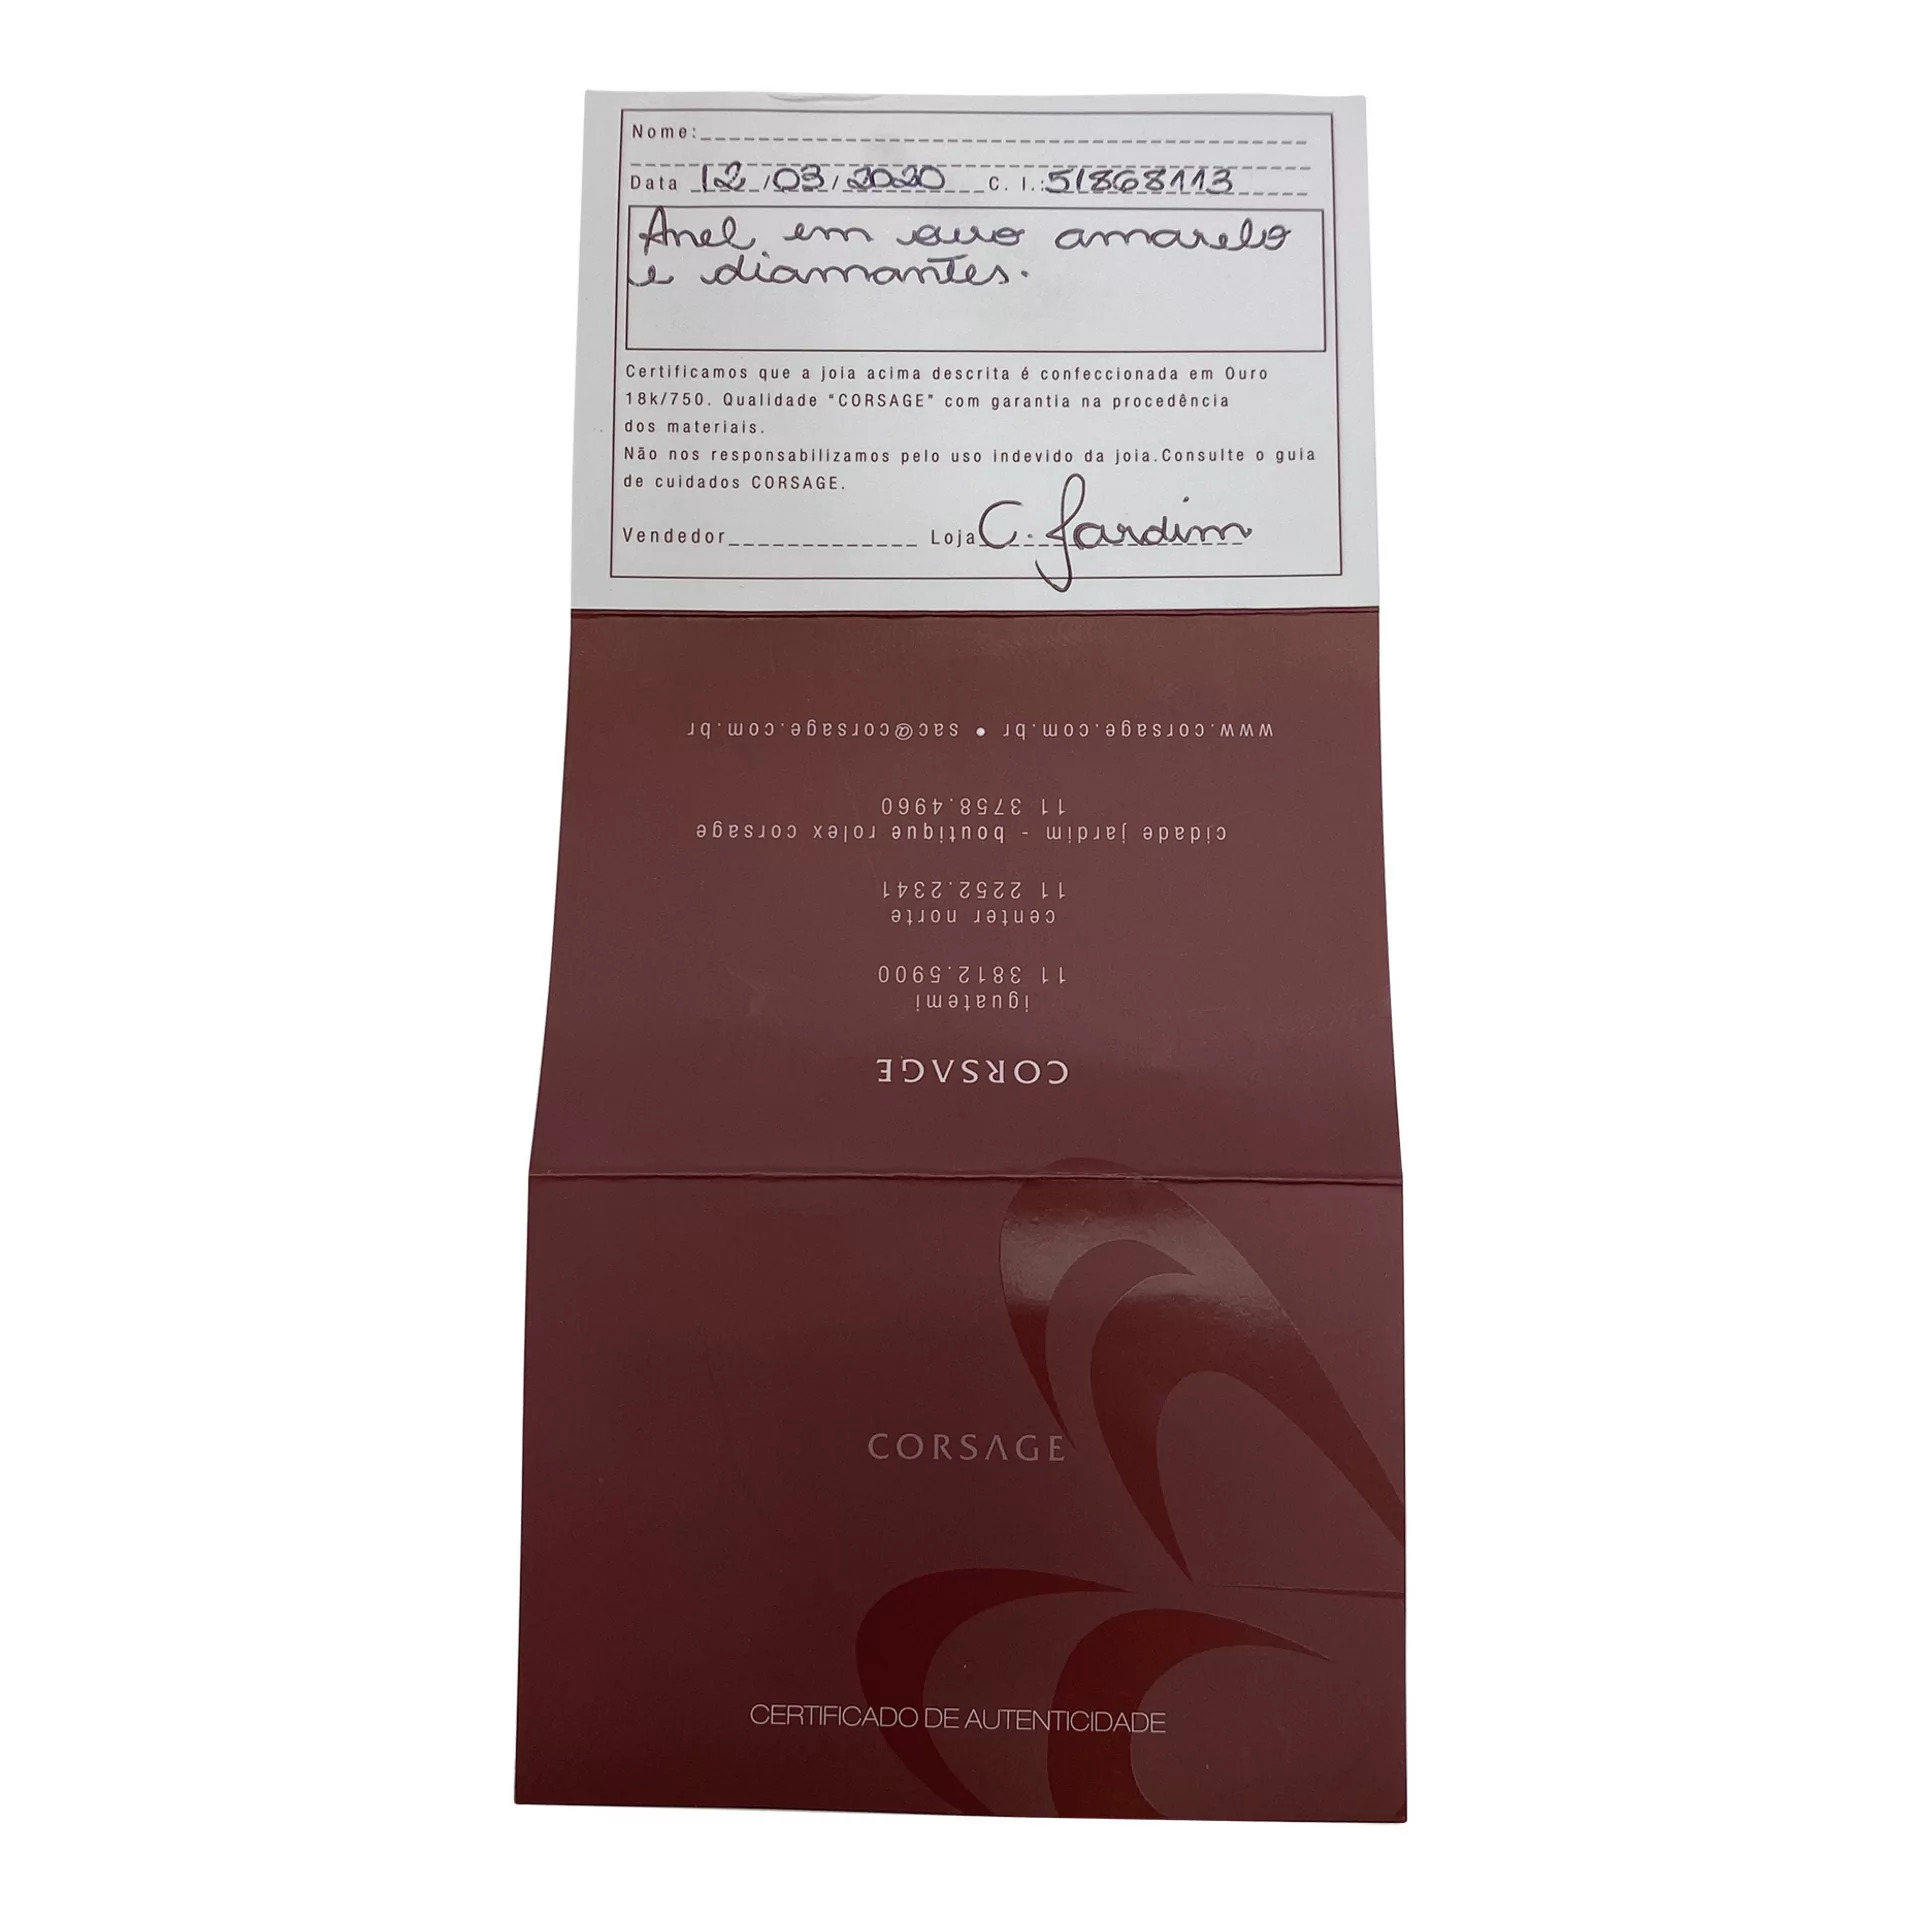 Nome:
Data 12/03/2020 C. I.:51868113
Anel em ouro amarelo
e diamantes.
Certificamos que a joia acima descrita é confeccionada em Ouro
18k/750. Qualidade "CORSAGE" com garantia na procedência
dos materiais.
Não nos responsabilizamos pelo uso indevido da joia.Consulte o guia
de cuidados CORSAGE.
Vendedor Loja C. Jardim
CORSAGE
iguatemi
11 3812.5900
center norte
11 2252.2341
cidade jardim - boutique rolex corsage
11 3758.4960
www.corsage.com.br • sac@corsage.com.br
CORSAGE
CERTIFICADO DE AUTENTICIDADE